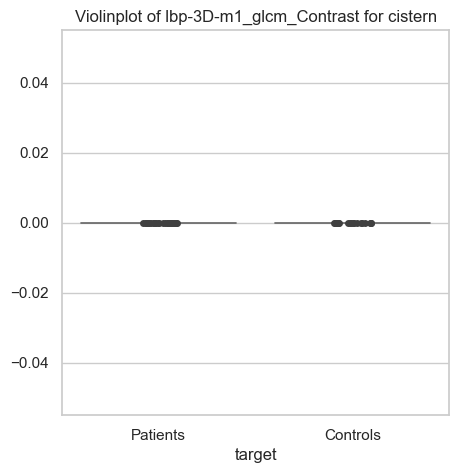 Violinplot of lbp-3D-m1_glcm_Contrast for cistern
0.04
0.02
0.00
−0.02
−0.04
Patients Controls
target